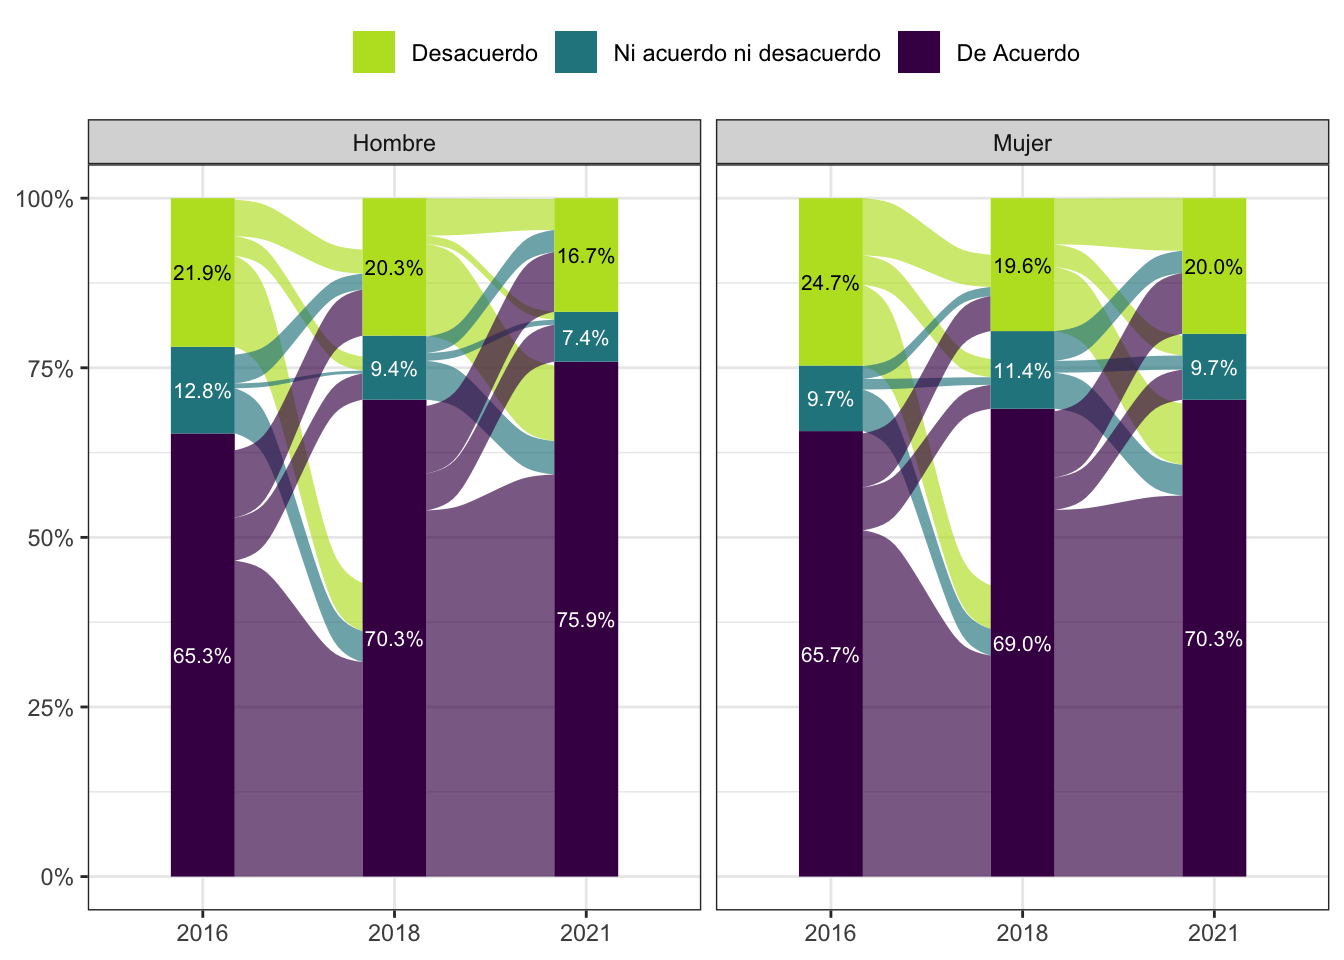 Desacuerdo Ni acuerdo ni desacuerdo De Acuerdo
Hombre Mujer
100%
75%
50%
25%
0%
21.9% 20.3% 16.7%
12.8% 9.4% 7.4%
65.3% 70.3% 75.9%
24.7% 19.6% 20.0%
9.7% 11.4% 9.7%
65.7% 69.0% 70.3%
2016 2018 2021 2016 2018 2021